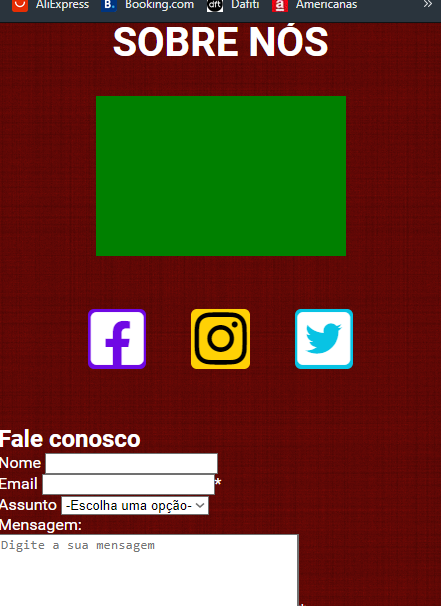 AliExpress B. Booking.com dft Dafiti a Americanas »
SOBRE NÓS
Fale conosco
Nome
Email *
Assunto -Escolha uma opção-
Mensagem:
Digite a sua mensagem